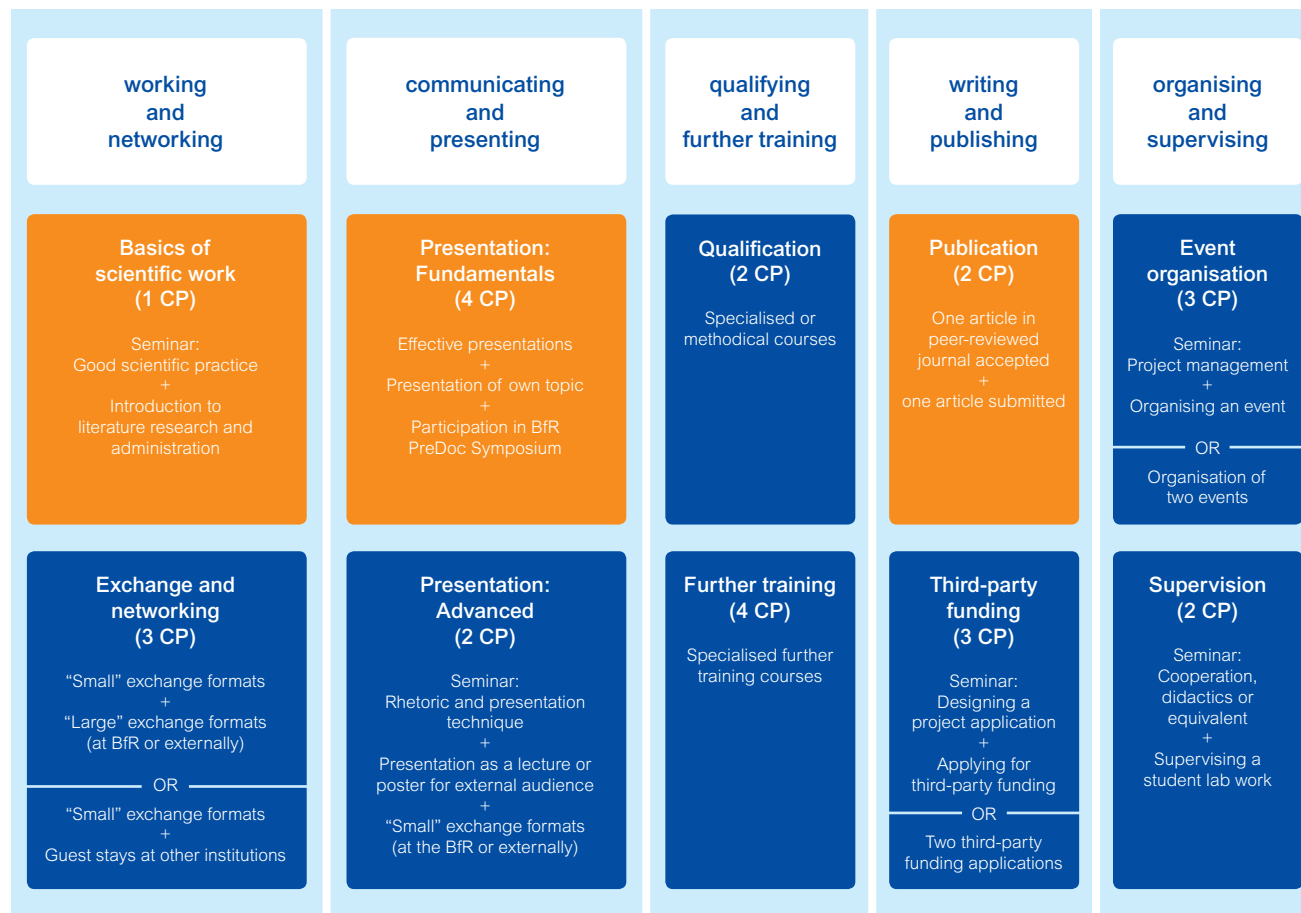 working
and
networking
communicating
and
presenting
qualifying
and
further training
writing
and
publishing
organising
and
supervising
Basics of
scientific work
(1 CP)
Seminar:
Good scientific practice
+
Introduction to
literature research and
administration
Presentation:
Fundamentals
(4 CP)
Effective presentations
+
Presentation of own topic
+
Participation in BfR
PreDoc Symposium
Qualification
(2 CP)
Specialised or
methodical courses
Publication
(2 CP)
One article in
peer-reviewed
journal accepted
+
one article submitted
Event
organisation
(3 CP)
Seminar:
Project management
+
Organising an event
OR
Organisation of
two events
Exchange and
networking
(3 CP)
“Small” exchange formats
+
“Large” exchange formats
(at BfR or externally)
OR
“Small” exchange formats
+
Guest stays at other institutions
Presentation:
Advanced
(2 CP)
Seminar:
Rhetoric and presentation
technique
+
Presentation as a lecture or
poster for external audience
+
“Small” exchange formats
(at the BfR or externally)
Further training
(4 CP)
Specialised further
training courses
Third-party
funding
(3 CP)
Seminar:
Designing a
project application
+
Applying for
third-party funding
OR
Two third-party
funding applications
Supervision
(2 CP)
Seminar:
Cooperation,
didactics or
equivalent
+
Supervising a
student lab work